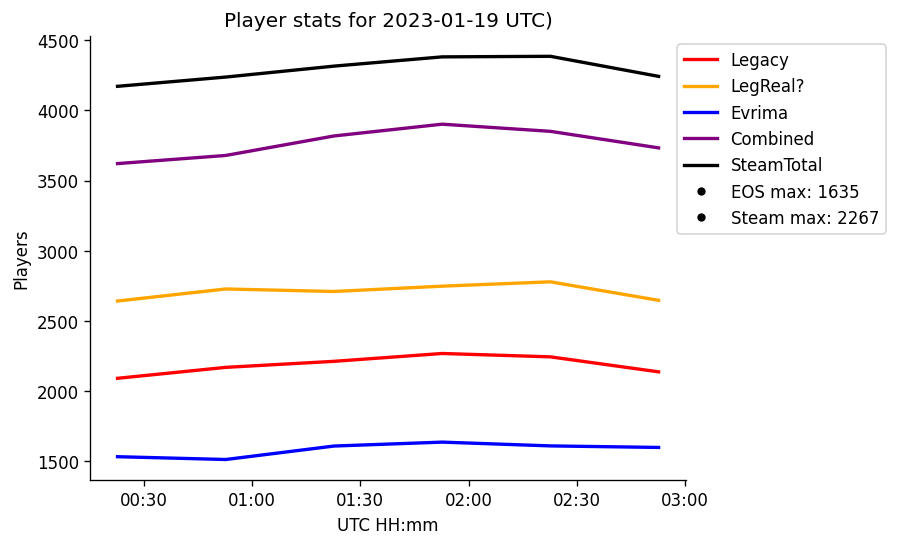 Player stats for 2023-01-19 UTC)
4500
4000
3500
3000
2500
2000
1500
Players
00:30
01:00
01:30
02:00
02:30
03:00
UTC HH:mm
Legacy
LegReal?
Evrima
Combined
SteamTotal
EOS max: 1635
Steam max: 2267